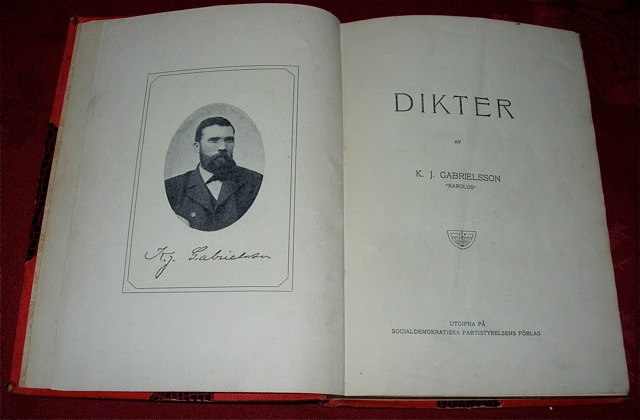 K. J. Gabrielsson
DIKTER
AF
K. J. GABRIELSSON
"KAROLUS"
UTGIFNA PÅ
SOCIALDEMOKRATISKA PARTISTYRELSENS FÖRLAG